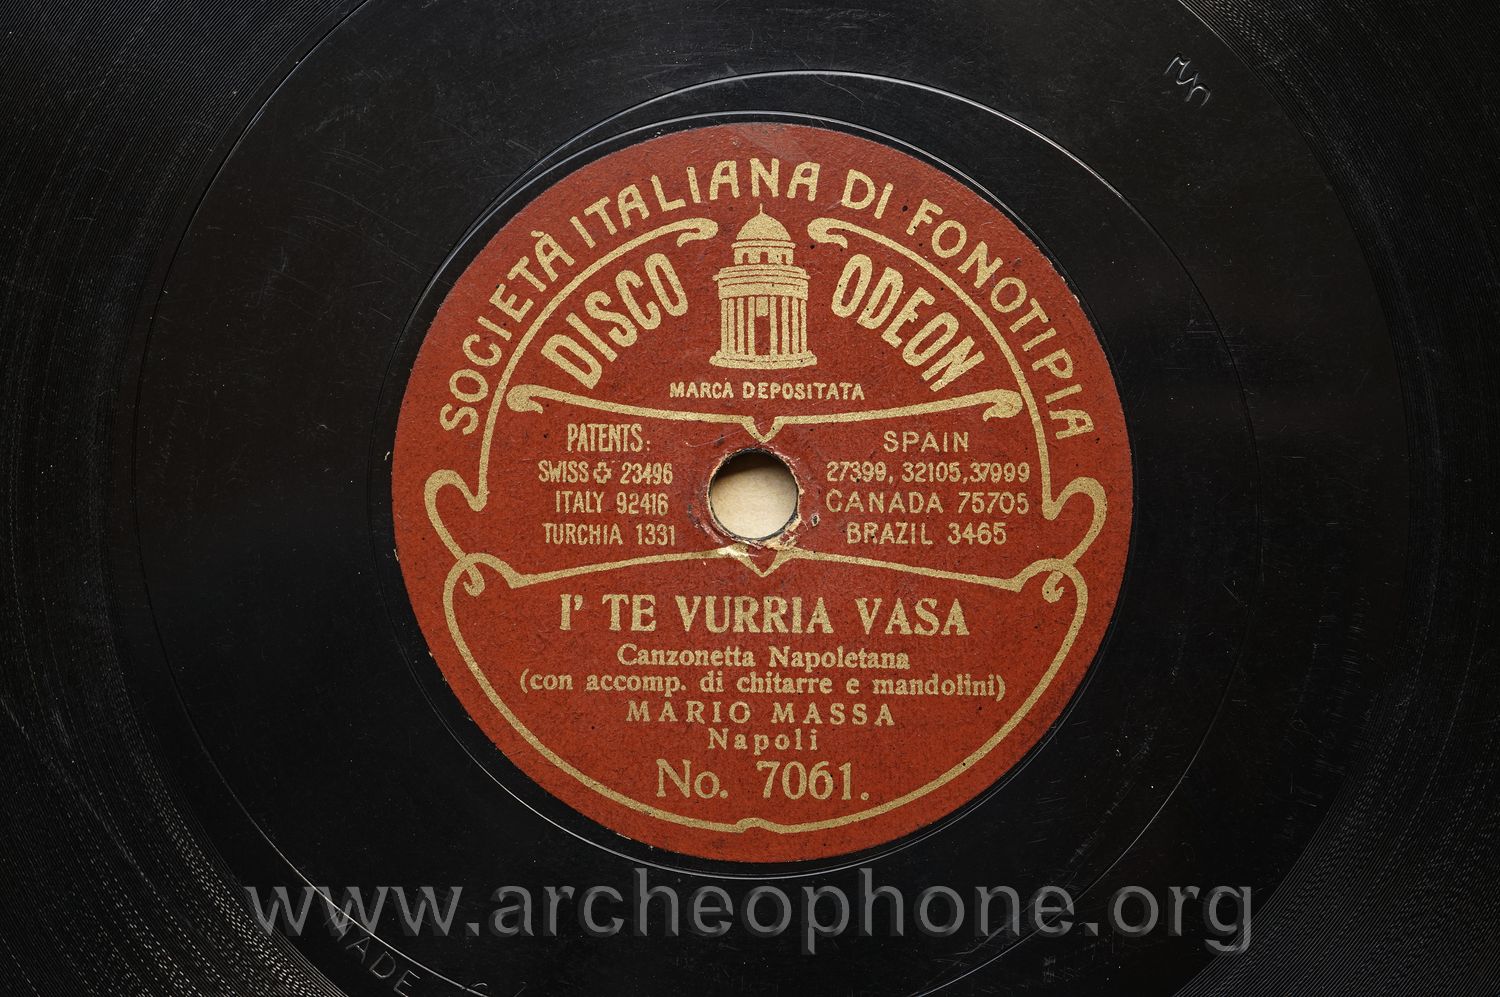 SOCIETÀ ITALIANA DI FONOTIPIA
DISCO ODEON
MARCA DEPOSITATA
PATENTS:
SWISS 23496
ITALY 92416
TURCHIA 1331
SPAIN
27399, 32105, 37999
CANADA 75705
BRAZIL 3465
I' TE VURRIA VASA
Canzonetta Napoletana
(con accomp. di chitarre e mandolini)
MARIO MASSA
Napoli
No. 7061.
www.archeophone.org
MADE